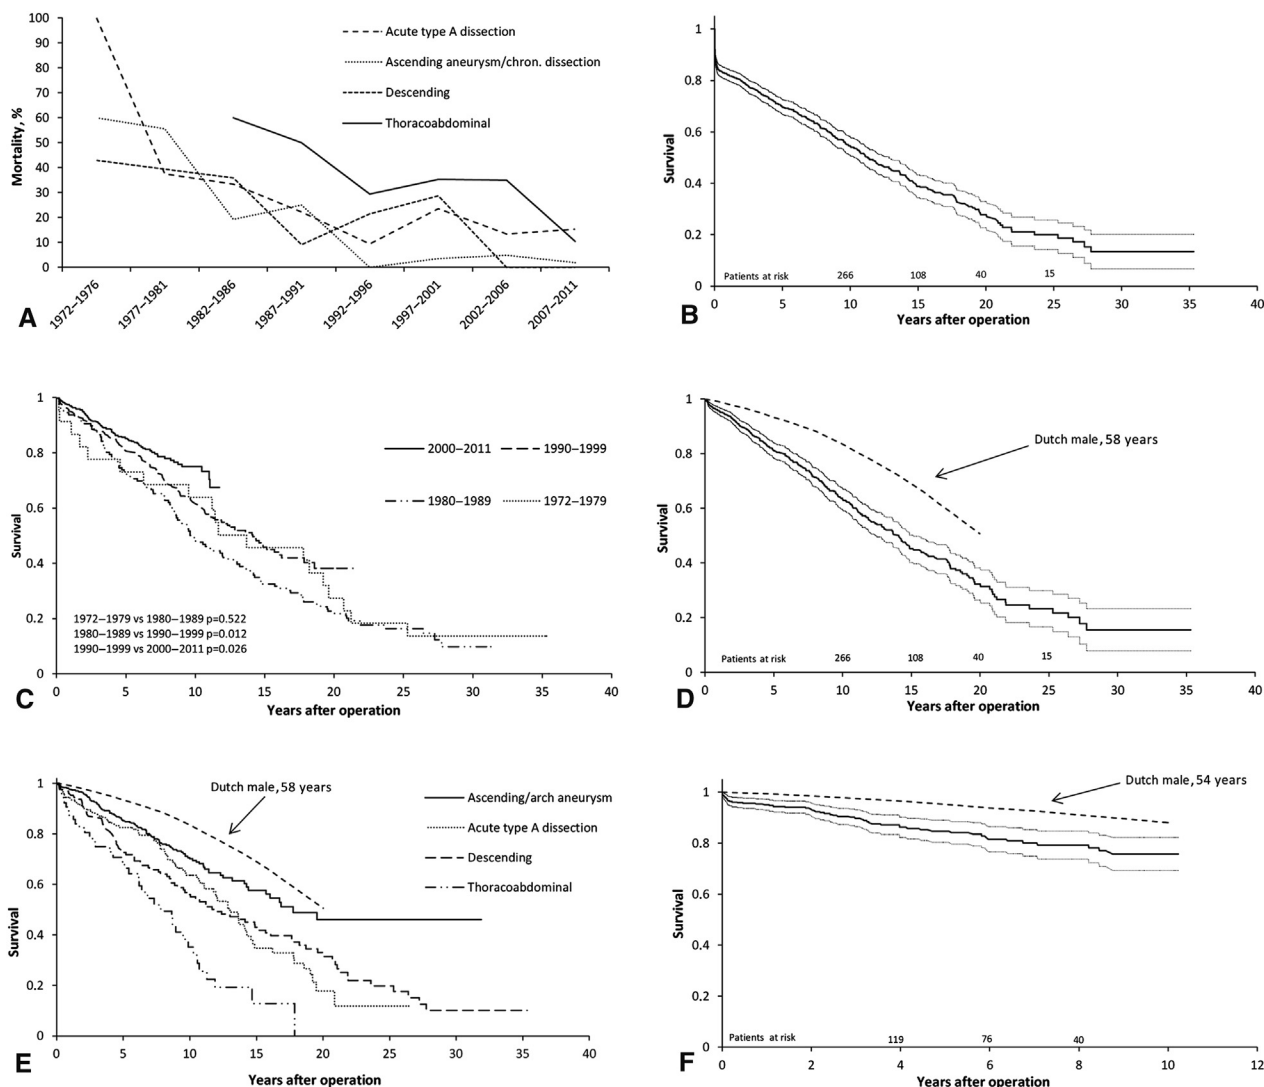 100
90
80
70
60
50
40
30
20
10
0
Mortality, %
Acute type A dissection
Ascending aneurysm/chron. dissection
Descending
Thoracoabdominal
1972–1976
1977–1981
1982–1986
1987–1991
1992–1996
1997–2001
2002–2006
2007–2011
A
1
0.8
0.6
0.4
0.2
0
Survival
Patients at risk 266 108 40 15
0 5 10 15 20 25 30 35 40
Years after operation
B
1
0.8
0.6
0.4
0.2
0
Survival
2000–2011 1990–1999
1980–1989 1972–1979
1972–1979 vs 1980–1989 p=0.522
1980–1989 vs 1990–1999 p=0.012
1990–1999 vs 2000–2011 p=0.026
0 5 10 15 20 25 30 35 40
Years after operation
C
1
0.8
0.6
0.4
0.2
0
Survival
Dutch male, 58 years
Patients at risk 266 108 40 15
0 5 10 15 20 25 30 35 40
Years after operation
D
1
0.8
0.6
0.4
0.2
0
Survival
Dutch male, 58 years
Ascending/arch aneurysm
Acute type A dissection
Descending
Thoracoabdominal
0 5 10 15 20 25 30 35 40
Years after operation
E
1
0.8
0.6
0.4
0.2
0
Survival
Dutch male, 54 years
Patients at risk 119 76 40
0 2 4 6 8 10 12
Years after operation
F